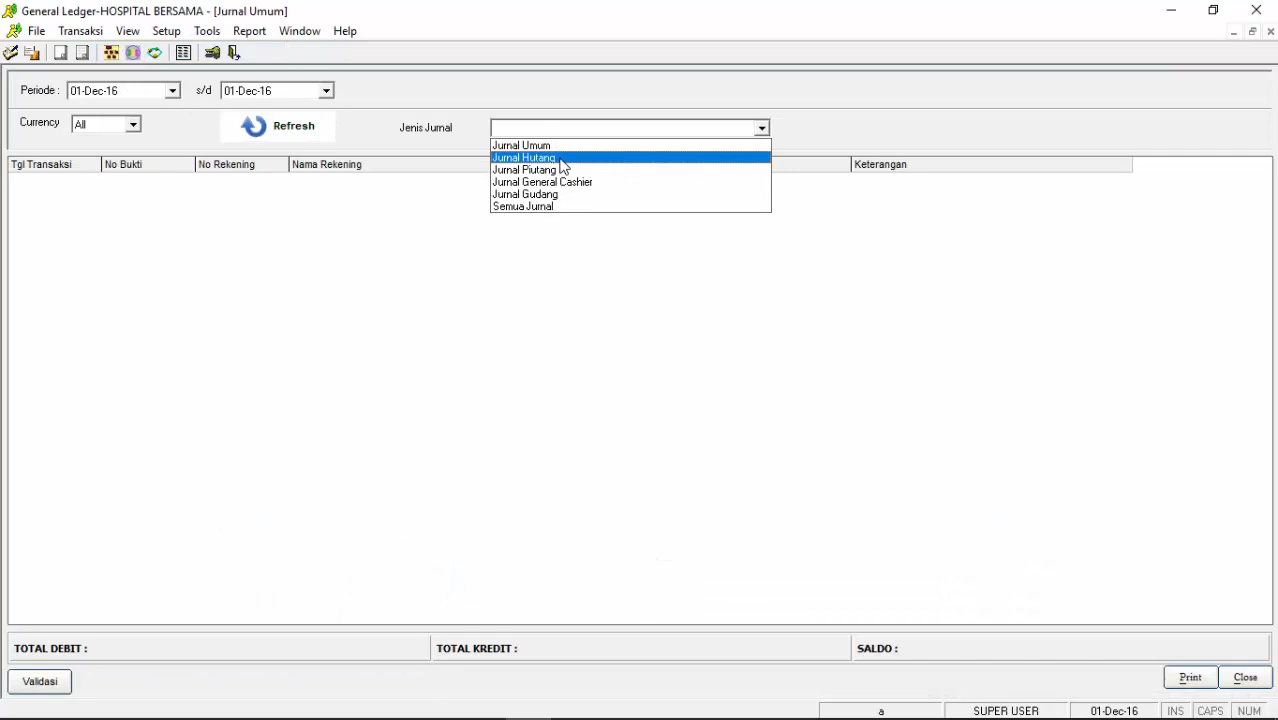 General Ledger-HOSPITAL BERSAMA - [Jurnal Umum]
File Transaksi View Setup Tools Report Window Help
Periode : 01-Dec-16 s/d 01-Dec-16
Currency All Refresh Jenis Jurnal
Jurnal Umum
Jurnal Hutang
Jurnal Piutang
Jurnal General Cashier
Jurnal Gudang
Semua Jurnal
Tgl Transaksi No Bukti No Rekening Nama Rekening Keterangan
TOTAL DEBIT : TOTAL KREDIT : SALDO :
Validasi Print Close
a SUPER USER 01-Dec-16 INS CAPS NUM